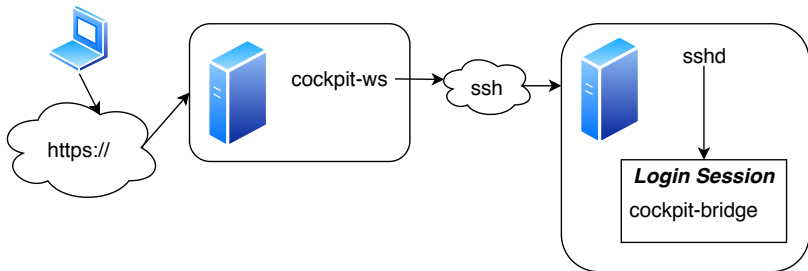 https://
cockpit-ws
ssh
sshd
Login Session
cockpit-bridge